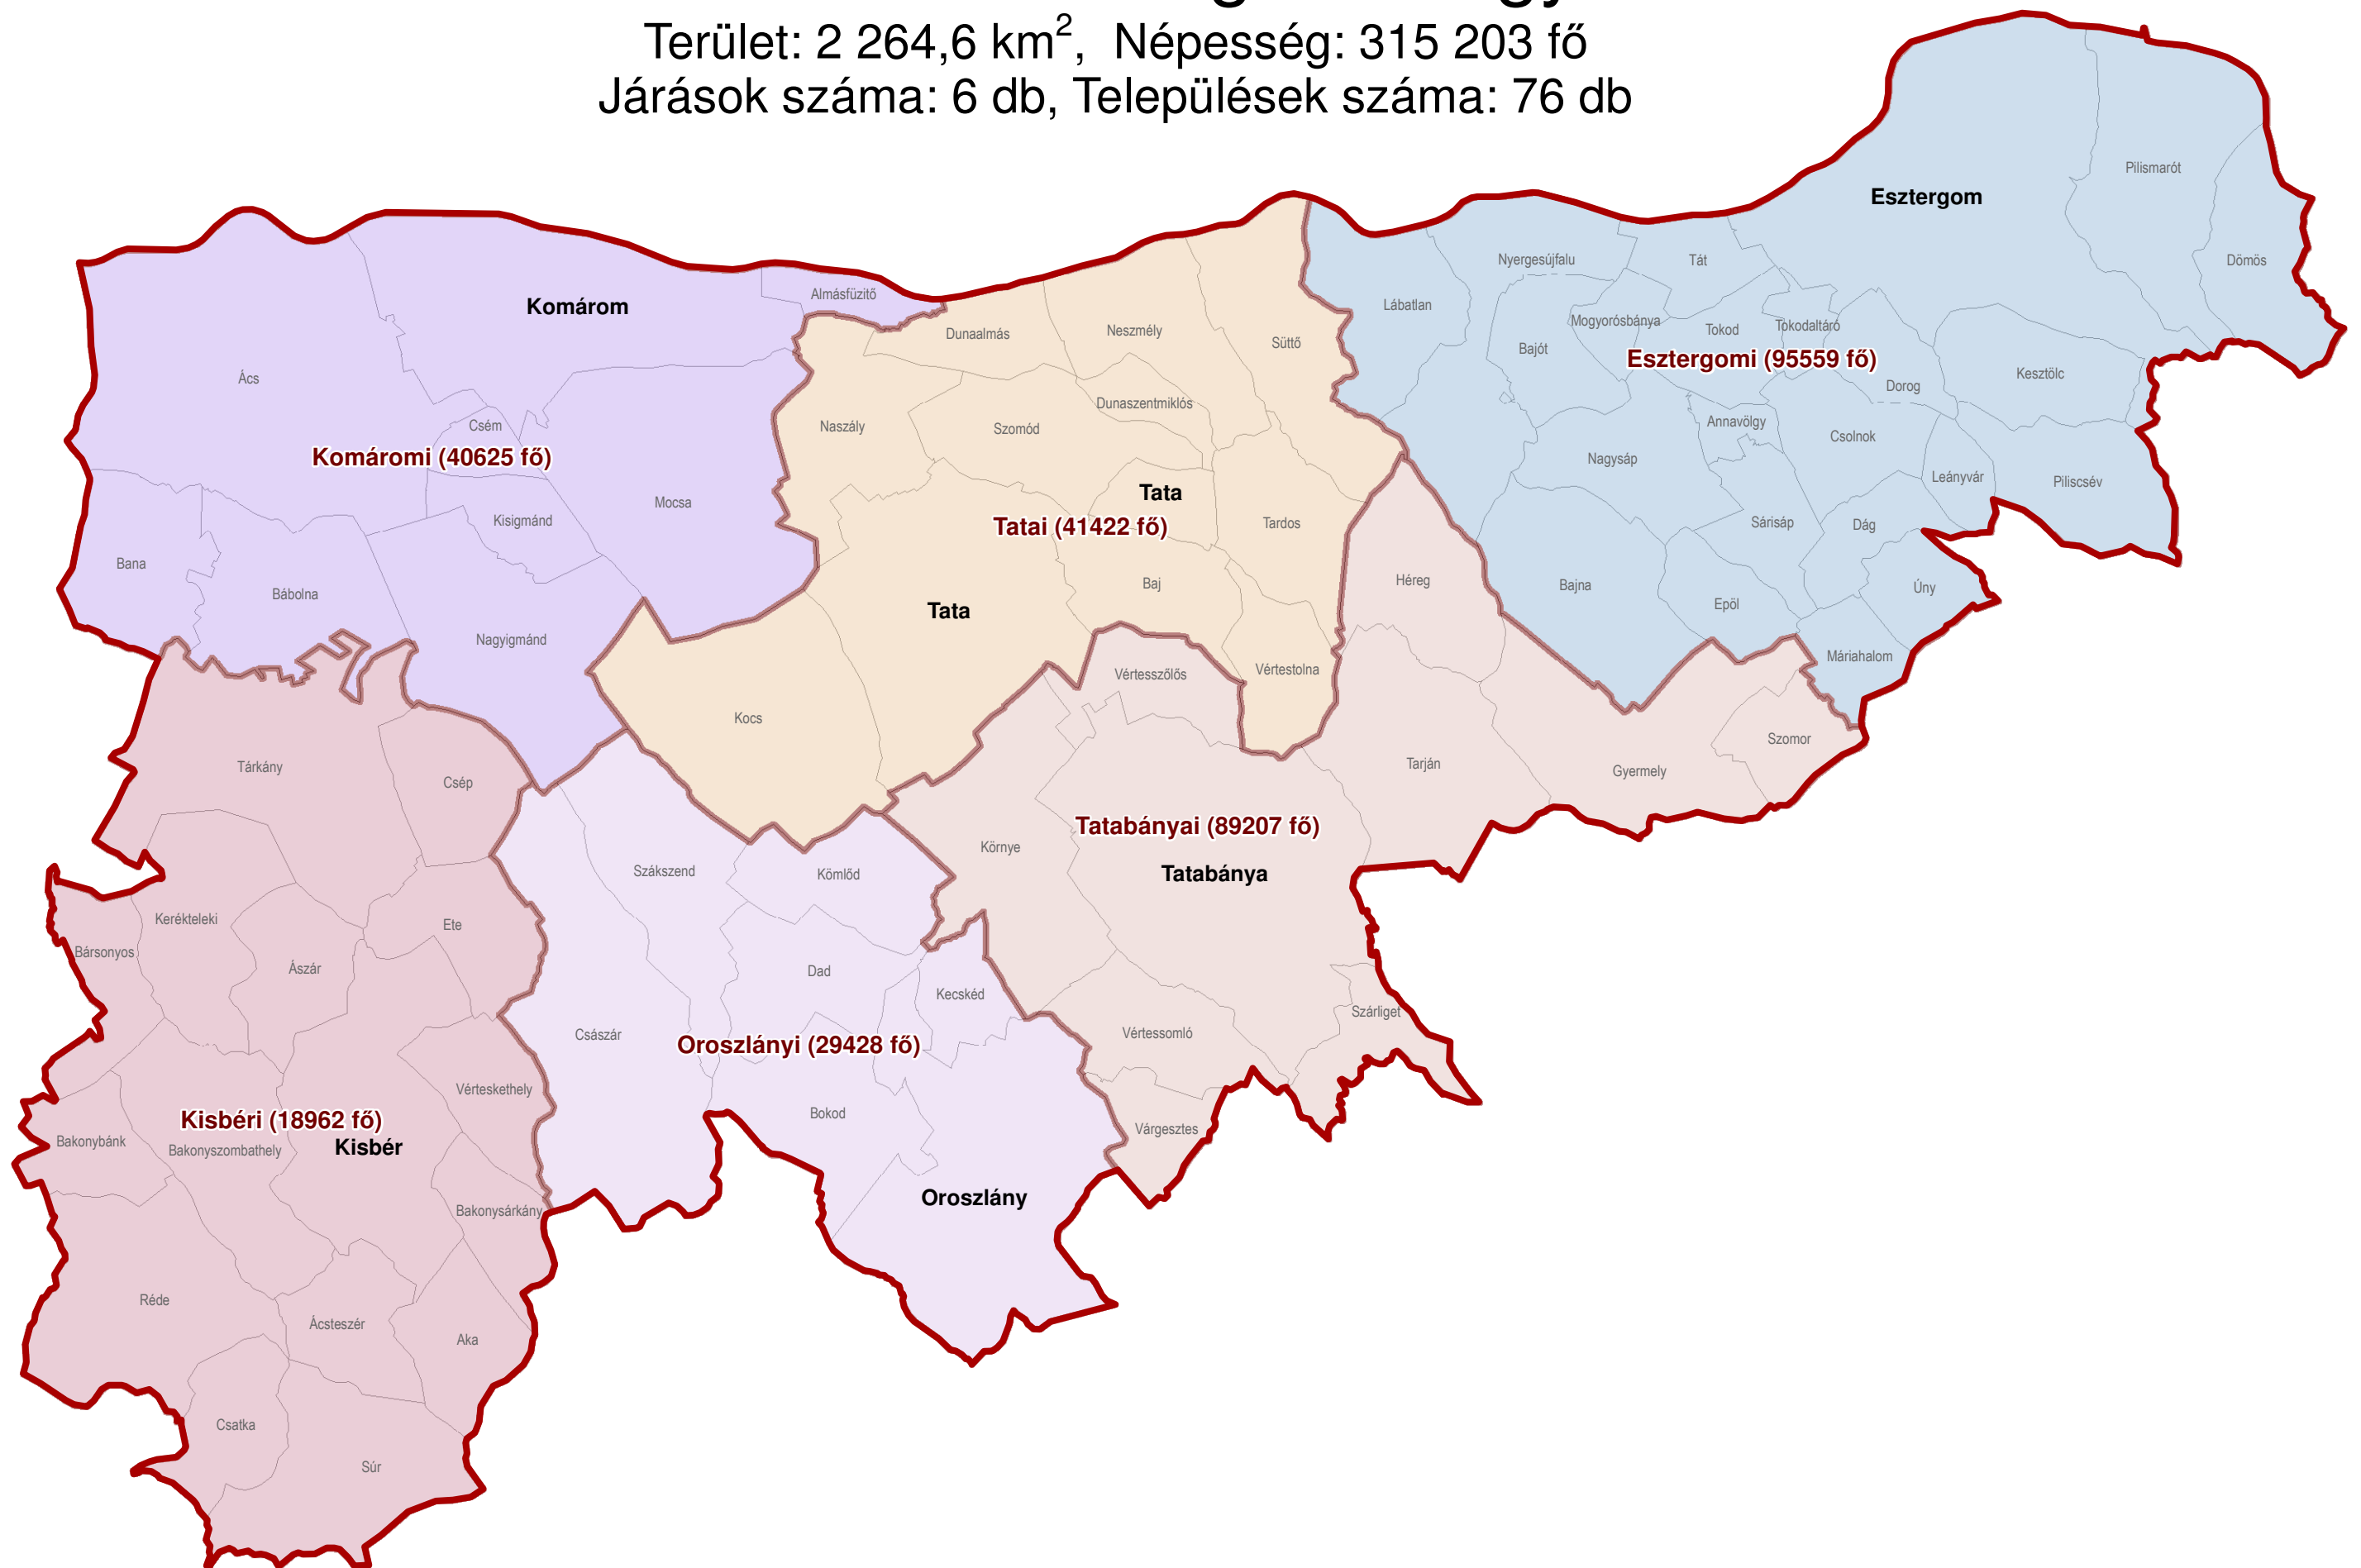 Terület: 2 264,6 km², Népesség: 315 203 fő
Járások száma: 6 db, Települések száma: 76 db
Pilismarót
Esztergom
Dömös
Nyergesújfalu
Tát
Lábatlan
Mogyorósbánya
Tokod
Tokodaltáró
Bajót
Esztergomi (95559 fő)
Kesztölc
Dorog
Annavölgy
Csolnok
Nagysáp
Leányvár
Piliscsév
Sárisáp
Dág
Bajna
Epöl
Úny
Máriahalom
Komárom
Almásfüzitő
Ács
Csém
Komáromi (40625 fő)
Mocsa
Kisigmánd
Bana
Bábolna
Nagyigmánd
Dunaalmás
Neszmély
Süttő
Dunaszentmiklós
Naszály
Szomód
Tata
Tatai (41422 fő)
Tardos
Baj
Tata
Vértestolna
Kocs
Héreg
Vértesszőlős
Szomor
Tarján
Gyermely
Tatabányai (89207 fő)
Környe
Tatabánya
Szárliget
Vértessomló
Várgesztes
Tárkány
Csép
Kerékteleki
Ete
Bársonyos
Ászár
Vérteskethely
Kisbéri (18962 fő)
Bakonybánk
Bakonyszombathely
Kisbér
Bakonysárkány
Réde
Ácsteszér
Aka
Csatka
Súr
Szákszend
Kömlőd
Dad
Kecskéd
Császár
Oroszlányi (29428 fő)
Bokod
Oroszlány